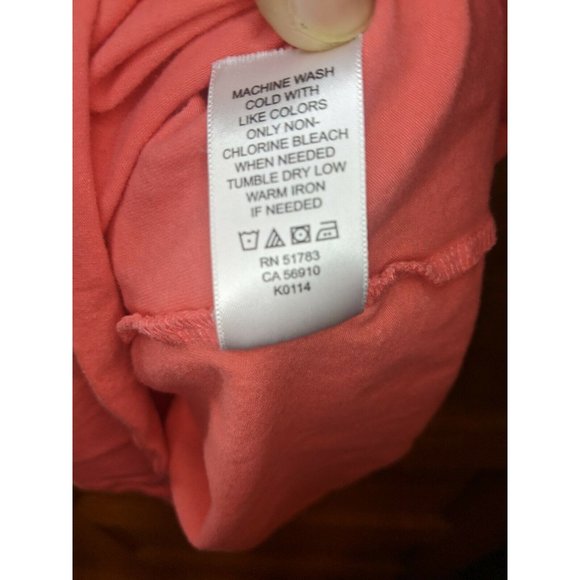 MACHINE WASH
COLD WITH
LIKE COLORS
ONLY NON-
CHLORINE BLEACH
WHEN NEEDED
TUMBLE DRY LOW
WARM IRON
IF NEEDED
RN 51783
CA 56910
K0114